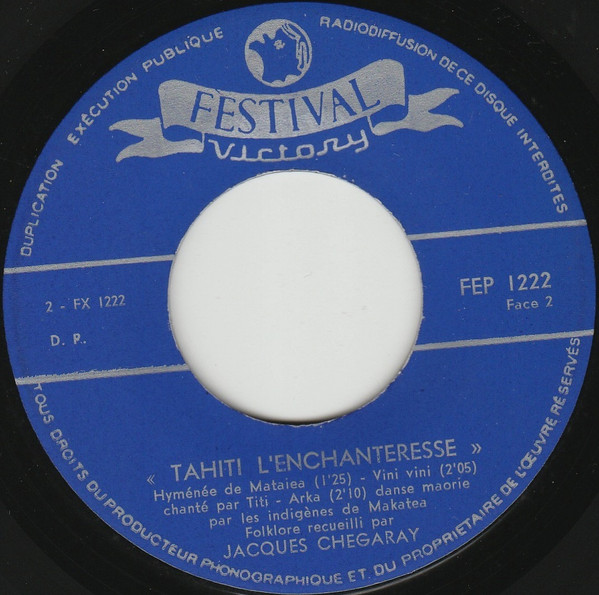 DUPLICATION EXÉCUTION PUBLIQUE RADIODIFFUSION DE CE DISQUE INTERDITES
FESTIVAL
Victory
2 - FX 1222
D. R.
FEP 1222
Face 2
« TAHITI L'ENCHANTERESSE »
Hyménée de Mataiea (1'25) - Vini vini (2'05)
chanté par Titi - Arka (2'10) danse maorie
par les indigènes de Makatea
Folklore recueilli par
JACQUES CHEGARAY
TOUS DROITS DU PRODUCTEUR PHONOGRAPHIQUE ET DU PROPRIETAIRE DE L'ŒUVRE RÉSERVÉS